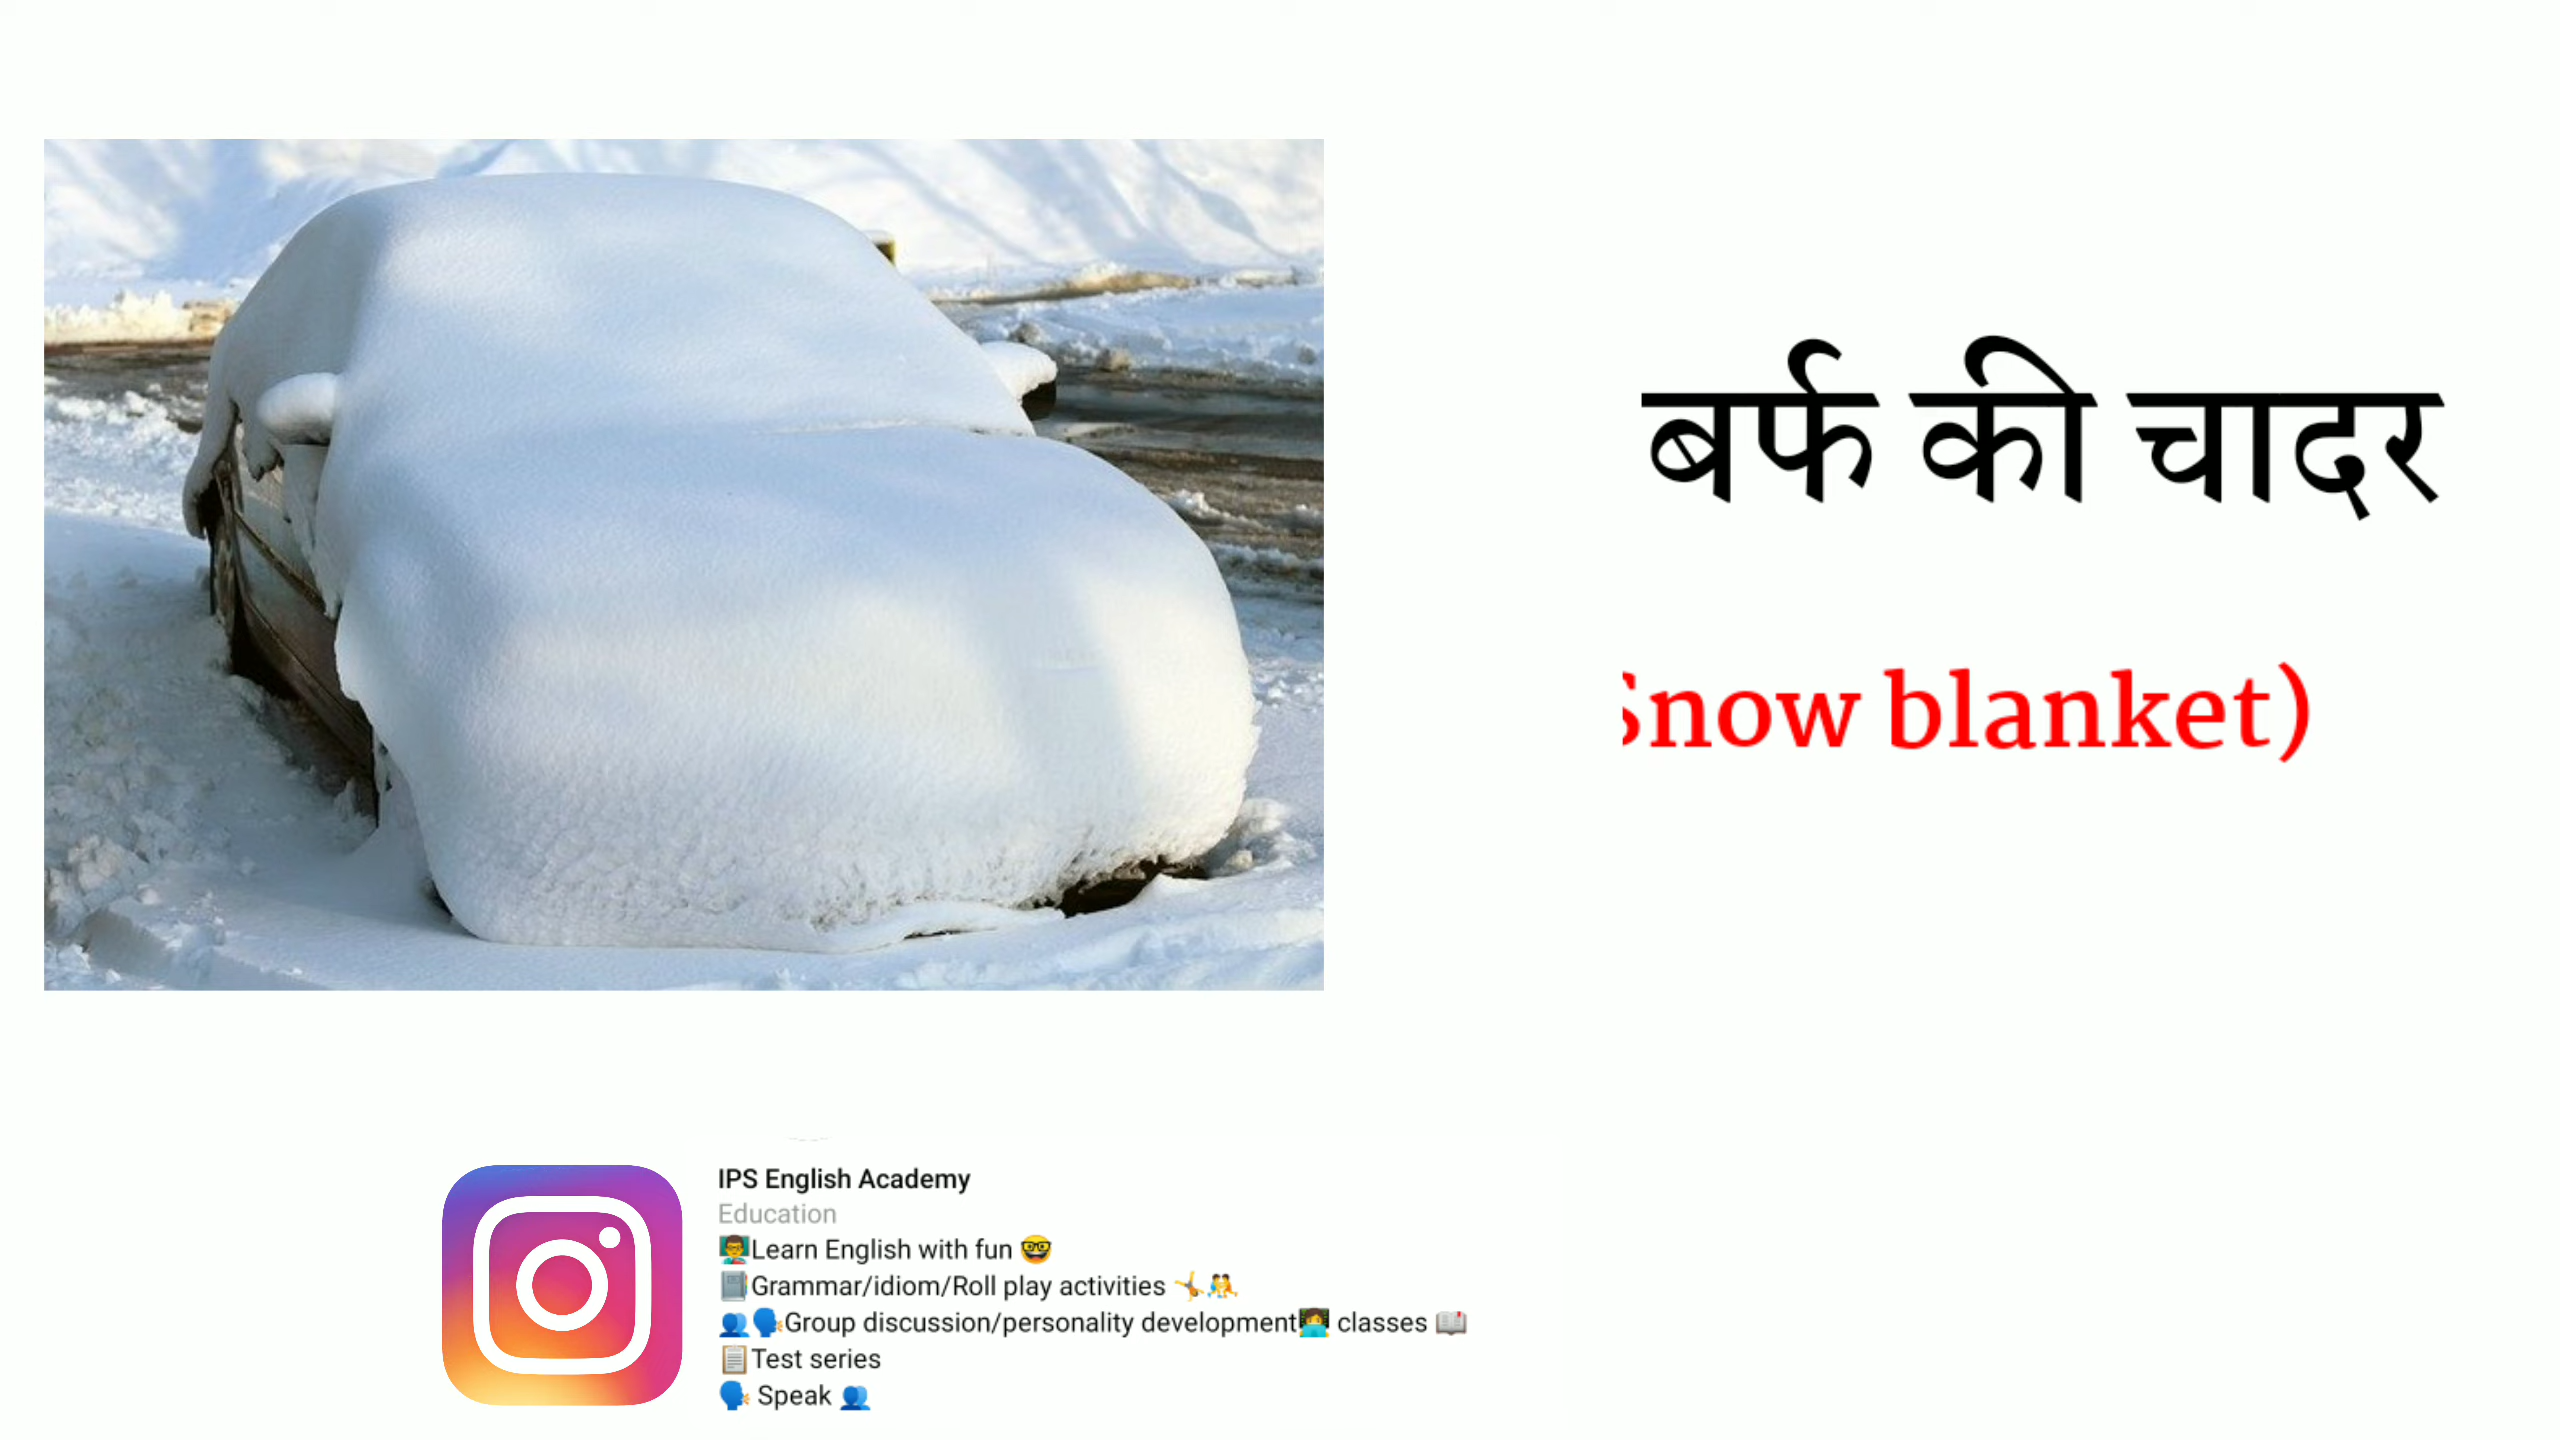 बर्फ की चादर
Snow blanket)
IPS English Academy
Education
👨‍🏫Learn English with fun 🤓
📓Grammar/idiom/Roll play activities 🤸🤼
👥🗣️Group discussion/personality development👩‍💻 classes 📖
📋Test series
🗣️ Speak 👥